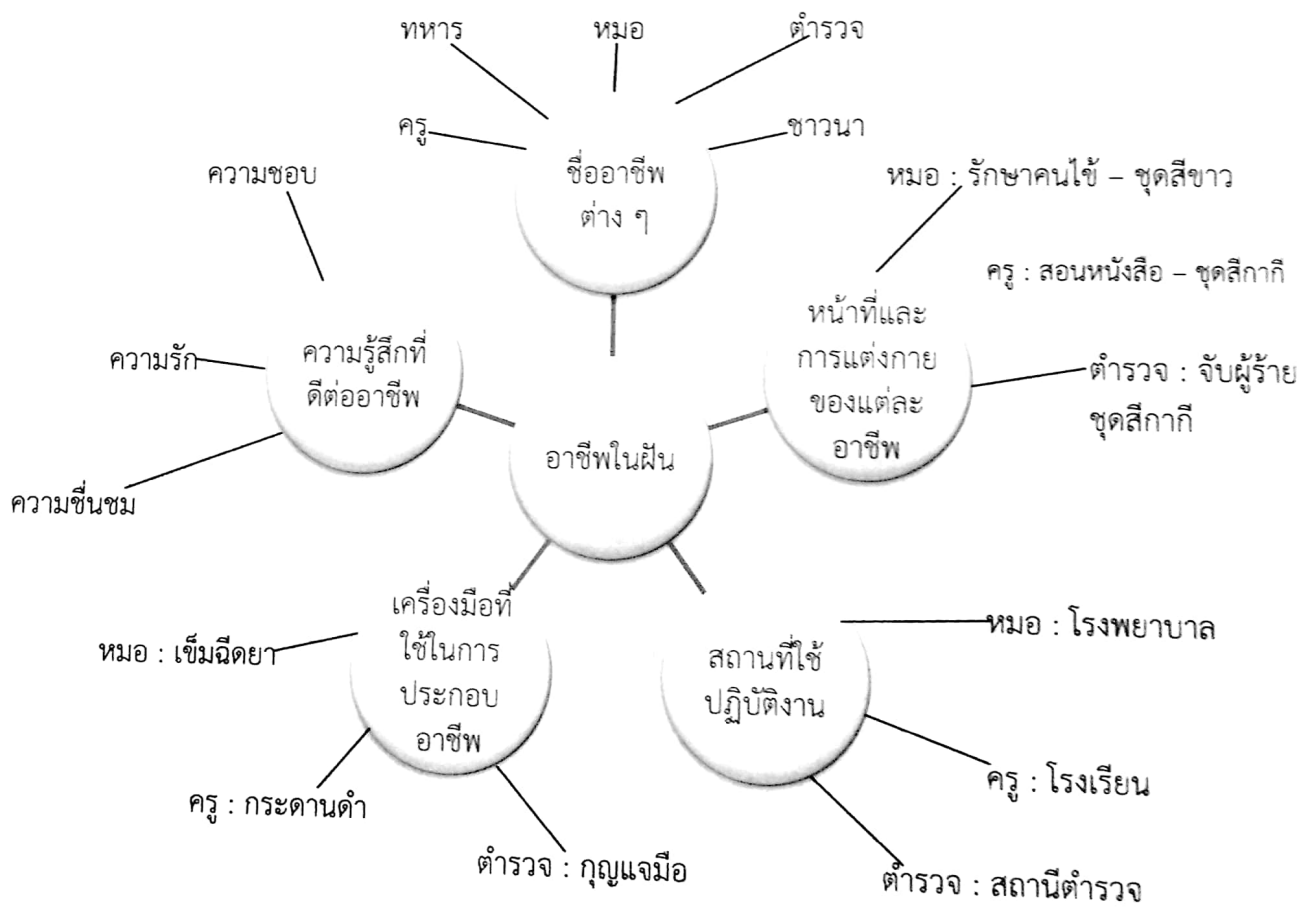 ทหาร
หมอ
ตำรวจ
ครู
ชาวนา
ชื่ออาชีพ
ต่าง ๆ
ความชอบ
ความรัก
ความชื่นชม
ความรู้สึกที่
ดีต่ออาชีพ
หมอ : รักษาคนไข้ – ชุดสีขาว
ครู : สอนหนังสือ – ชุดสีกากี
ตำรวจ : จับผู้ร้าย
ชุดสีกากี
หน้าที่และ
การแต่งกาย
ของแต่ละ
อาชีพ
อาชีพในฝัน
เครื่องมือที่
ใช้ในการ
ประกอบ
อาชีพ
หมอ : เข็มฉีดยา
ครู : กระดานดำ
ตำรวจ : กุญแจมือ
สถานที่ใช้
ปฏิบัติงาน
หมอ : โรงพยาบาล
ครู : โรงเรียน
ตำรวจ : สถานีตำรวจ